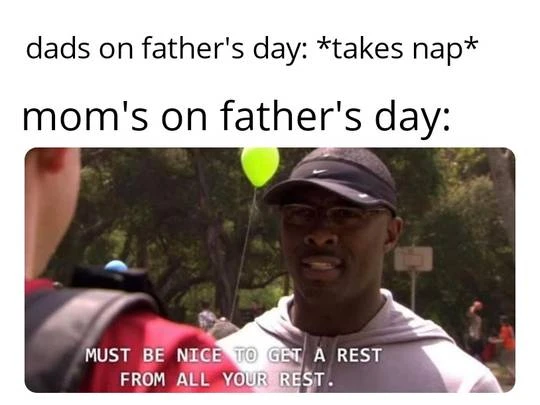 dads on father's day: *takes nap*
mom's on father's day:
MUST BE NICE TO GET A REST
FROM ALL YOUR REST.